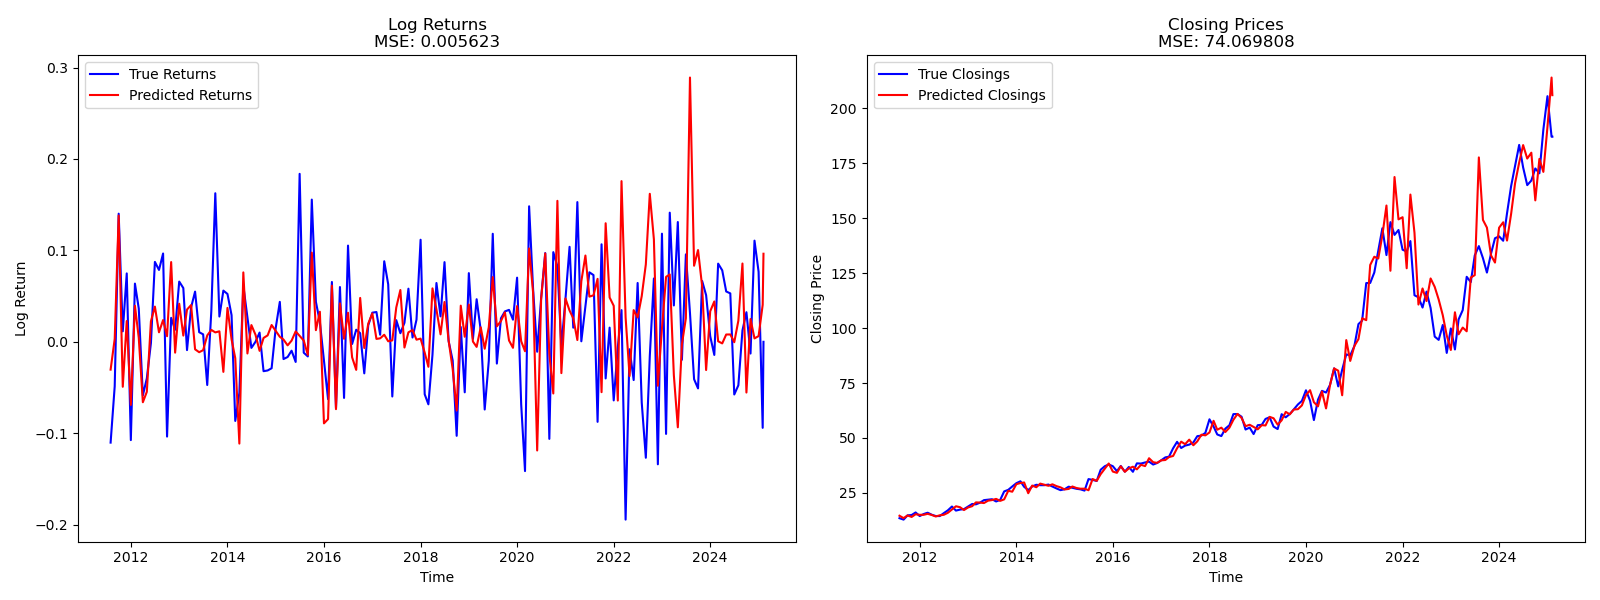 Log Returns
MSE: 0.005623
True Returns
Predicted Returns
0.3
0.2
0.1
0.0
−0.1
−0.2
Log Return
2012
2014
2016
2018
2020
2022
2024
Time
Closing Prices
MSE: 74.069808
True Closings
Predicted Closings
200
175
150
125
100
75
50
25
Closing Price
2012
2014
2016
2018
2020
2022
2024
Time